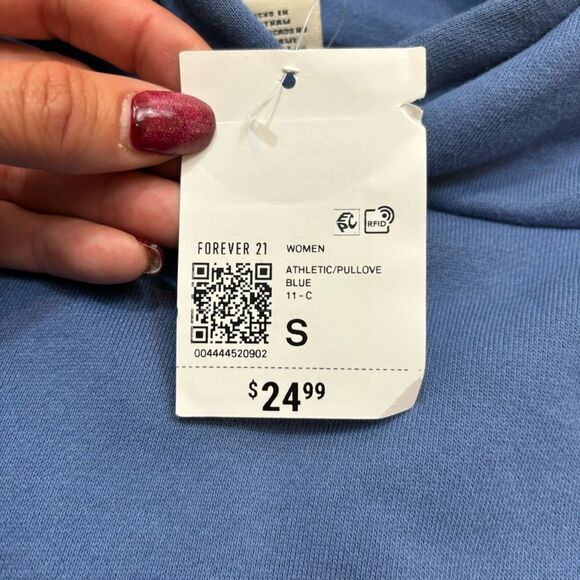 RFID
FOREVER 21
WOMEN
ATHLETIC/PULLOVE
BLUE
11-C
S
004444520902
$24.99